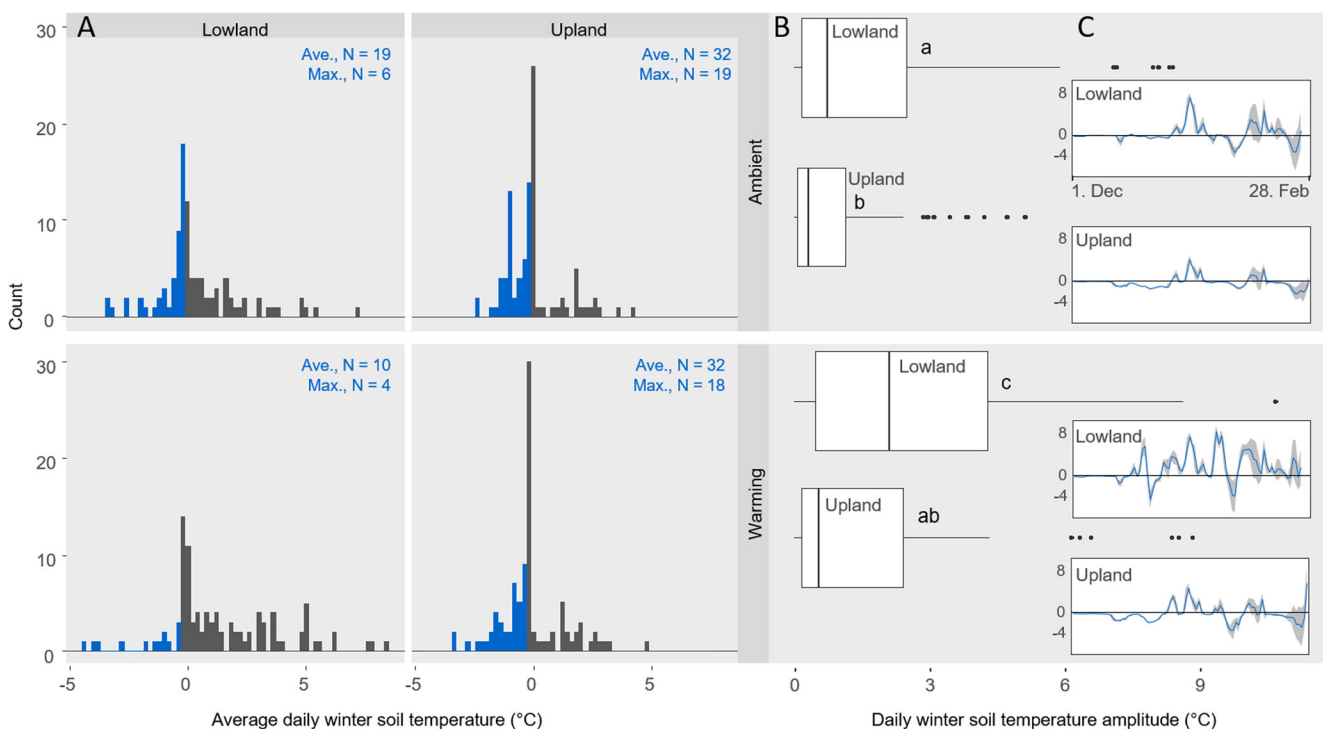 A
Lowland
Upland
B
C
30
20
10
0
Ave., N = 19
Max., N = 6
Ave., N = 32
Max., N = 19
Ambient
Lowland
a
Upland
b
8
0
-4
Lowland
1. Dec
28. Feb
8
0
-4
Upland
Count
30
20
10
0
Ave., N = 10
Max., N = 4
Ave., N = 32
Max., N = 18
Warming
Lowland
c
Upland
ab
8
0
-4
Lowland
8
0
-4
Upland
-5
0
5
-5
0
5
0
3
6
9
Average daily winter soil temperature (°C)
Daily winter soil temperature amplitude (°C)